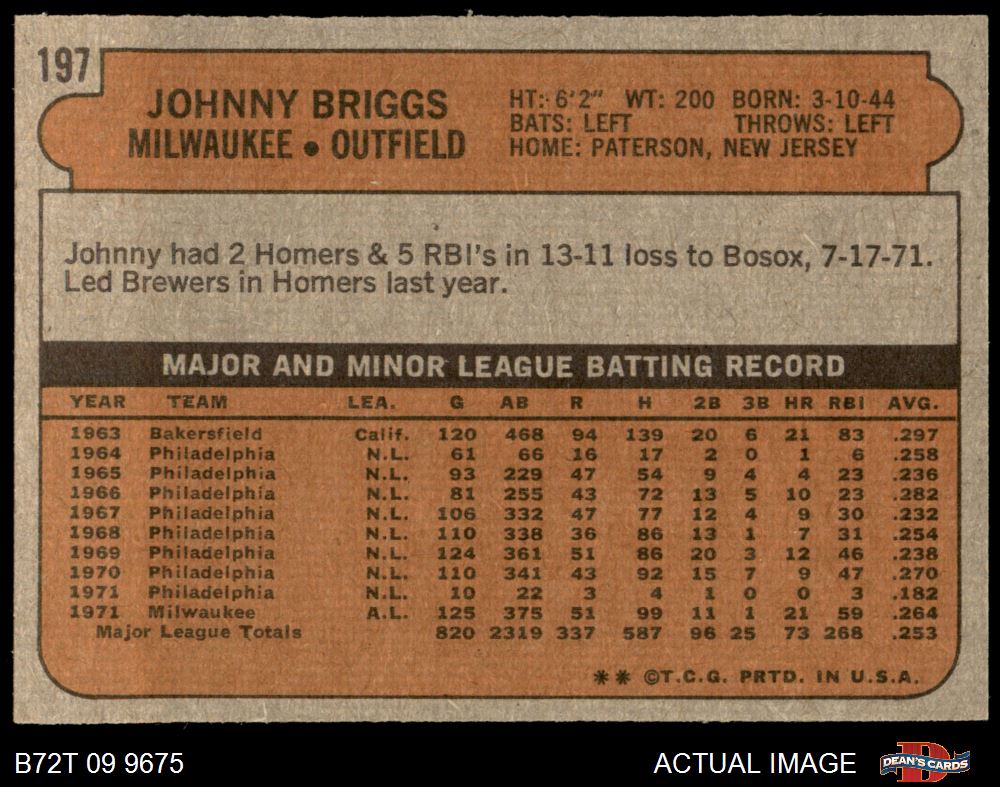 197
JOHNNY BRIGGS
MILWAUKEE • OUTFIELD
HT: 6'2" WT: 200 BORN: 3-10-44
BATS: LEFT THROWS: LEFT
HOME: PATERSON, NEW JERSEY
Johnny had 2 Homers & 5 RBI's in 13-11 loss to Bosox, 7-17-71.
Led Brewers in Homers last year.
MAJOR AND MINOR LEAGUE BATTING RECORD
YEAR TEAM LEA. G AB R H 2B 3B HR RBI AVG.
1963 Bakersfield Calif. 120 468 94 139 20 6 21 83 .297
1964 Philadelphia N.L. 61 66 16 17 2 0 1 6 .258
1965 Philadelphia N.L. 93 229 47 54 9 4 4 23 .236
1966 Philadelphia N.L. 81 255 43 72 13 5 10 23 .282
1967 Philadelphia N.L. 106 332 47 77 12 4 9 30 .232
1968 Philadelphia N.L. 110 338 36 86 13 1 7 31 .254
1969 Philadelphia N.L. 124 361 51 86 20 3 12 46 .238
1970 Philadelphia N.L. 110 341 43 92 15 7 9 47 .270
1971 Philadelphia N.L. 10 22 3 4 1 0 0 3 .182
1971 Milwaukee A.L. 125 375 51 99 11 1 21 59 .264
Major League Totals 820 2319 337 587 96 25 73 268 .253
** ©T.C.G. PRTD. IN U.S.A.
B72T 09 9675
ACTUAL IMAGE
D
DEAN'S CARDS